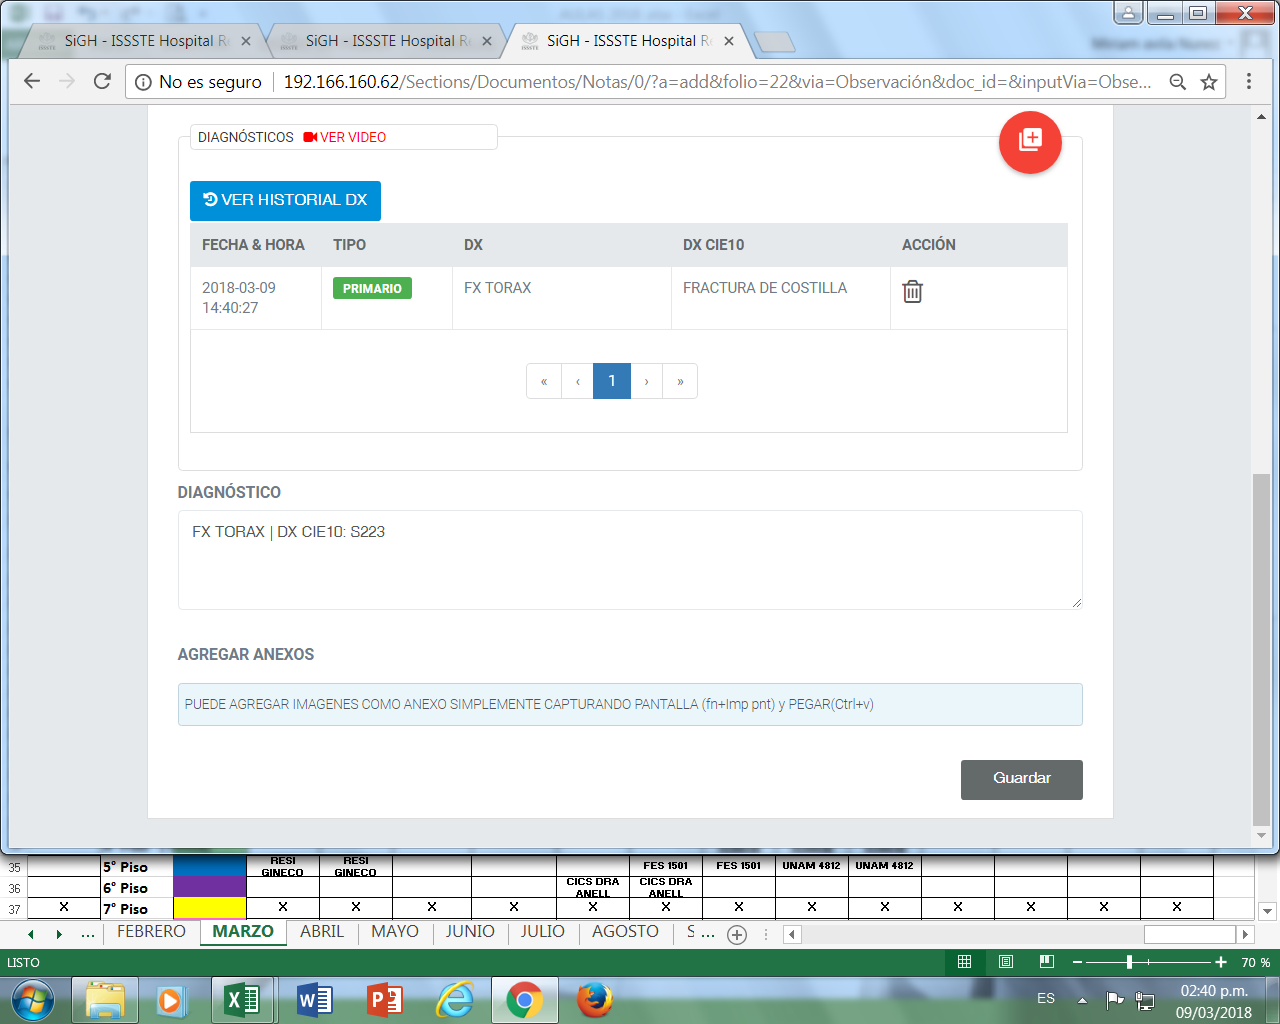 SiGH - ISSSTE Hospital R
SiGH - ISSSTE Hospital R
SiGH - ISSSTE Hospital R
No es seguro
192.166.160.62/Sections/Documentos/Notas/0/?a=add&folio=22&via=Observación&doc_id=&inputVia=Obse...
DIAGNÓSTICOS VER VIDEO
VER HISTORIAL DX
FECHA & HORA TIPO DX DX CIE10 ACCIÓN
2018-03-09 PRIMARIO FX TORAX FRACTURA DE COSTILLA
14:40:27
« ‹ 1 › »
DIAGNÓSTICO
FX TORAX | DX CIE10: S223
AGREGAR ANEXOS
PUEDE AGREGAR IMAGENES COMO ANEXO SIMPLEMENTE CAPTURANDO PANTALLA (fn+Imp pnt) y PEGAR(Ctrl+v)
Guardar
35 5° Piso RESI GINECO RESI GINECO FES 1501 FES 1501 UNAM 4812 UNAM 4812
36 6° Piso CICS DRA ANELL CICS DRA ANELL
37 X 7° Piso X X X X X X X X X X X X X
... FEBRERO MARZO ABRIL MAYO JUNIO JULIO AGOSTO S ...
LISTO 70 %
ES 02:40 p.m.
09/03/2018